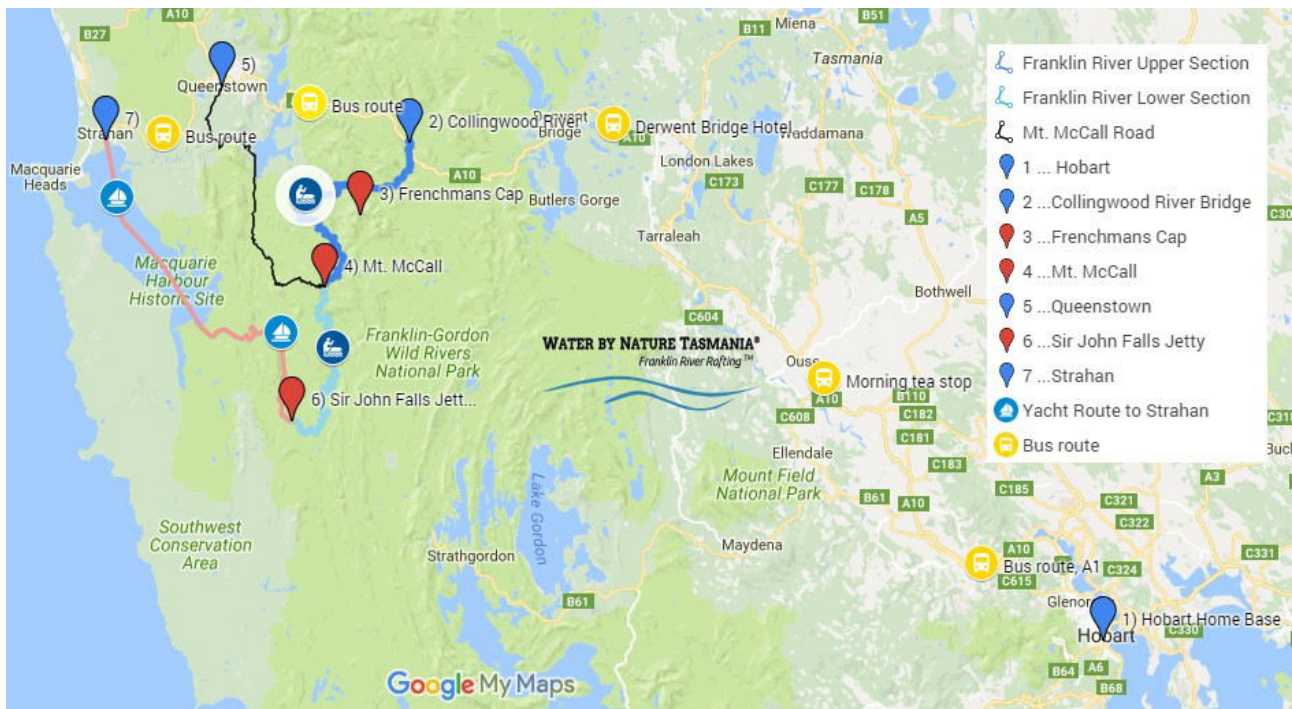 A10
B27
B11
Miena
B51
Tasmania
5)
Queenstown
Bus route
7)
Strahan
Bus route
2) Collingwood River
Bridge
Derwent Bridge Hotel
A10
Waddamana
Macquarie
Heads
A10
London Lakes
C173
C177
C178
3) Frenchmans Cap
Butlers Gorge
A5
Tarraleah
Macquarie
Harbour
Historic Site
4) Mt. McCall
Bothwell
C604
Franklin-Gordon
Wild Rivers
National Park
WATER BY NATURE TASMANIA®
Franklin River Rafting ™
Morning tea stop
6) Sir John Falls Jett...
A10
B110
C608
C182
C181
Ellendale
C183
Mount Field
National Park
B61
A10
C185
A3
C321
C322
Southwest
Conservation
Area
Lake Gordon
Strathgordon
Maydena
A10
Bus route, A1
C324
C331
C615
B61
1) Hobart Home Base
Hobart
C330
B64
A6
B68
Google My Maps
Franklin River Upper Section
Franklin River Lower Section
Mt. McCall Road
1 ... Hobart
2 ...Collingwood River Bridge
3 ...Frenchmans Cap
4 ...Mt. McCall
5 ...Queenstown
6 ...Sir John Falls Jetty
7 ...Strahan
Yacht Route to Strahan
Bus route